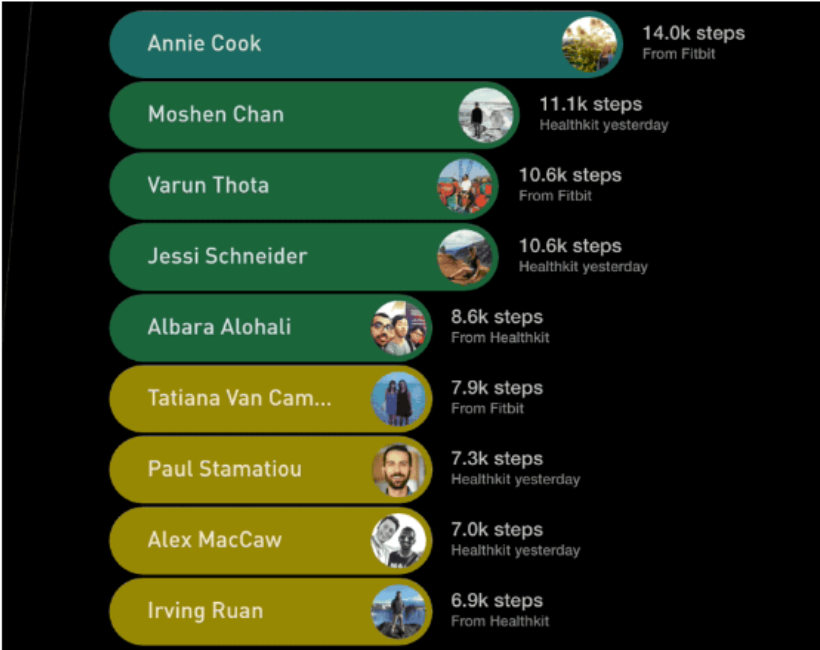 Annie Cook
14.0k steps
From Fitbit
Moshen Chan
11.1k steps
Healthkit yesterday
Varun Thota
10.6k steps
From Fitbit
Jessi Schneider
10.6k steps
Healthkit yesterday
Albara Alohali
8.6k steps
From Healthkit
Tatiana Van Cam...
7.9k steps
From Fitbit
Paul Stamatiou
7.3k steps
Healthkit yesterday
Alex MacCaw
7.0k steps
Healthkit yesterday
Irving Ruan
6.9k steps
From Healthkit